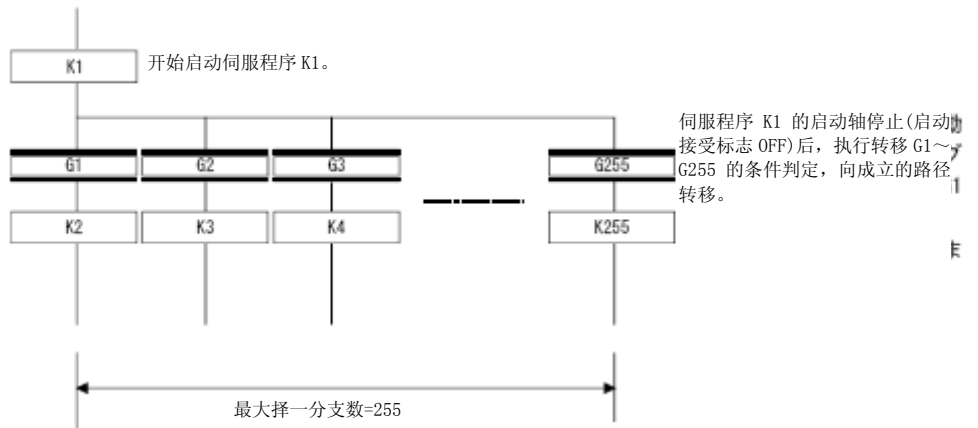 K1
开始启动伺服程序 K1。
伺服程序 K1 的启动轴停止(启动
接受标志 OFF)后，执行转移 G1～
G255 的条件判定，向成立的路径
转移。
G1 G2 G3 G255
K2 K3 K4 K255
最大择一分支数=255